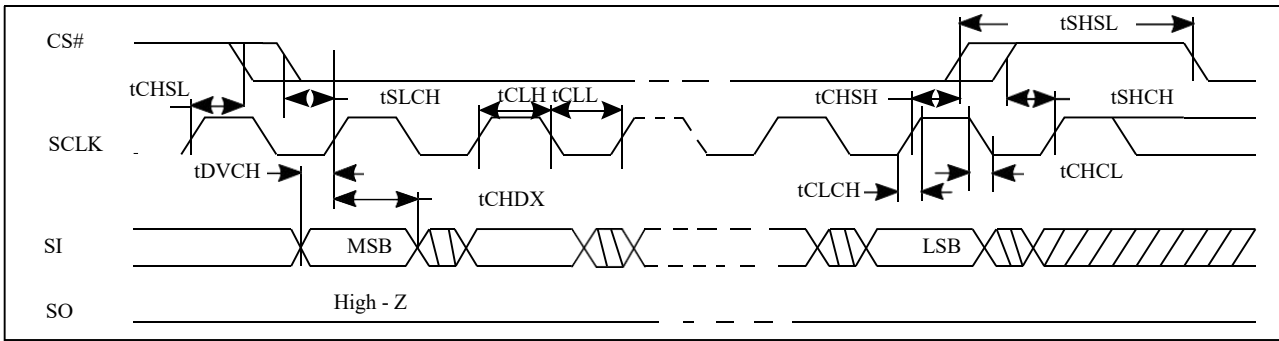 tSHSL
CS#
tCHSL
tSLCH
tCLH tCLL
tCHSH
tSHCH
SCLK
tDVCH
tCHDX
tCLCH
tCHCL
SI
MSB
LSB
High - Z
SO